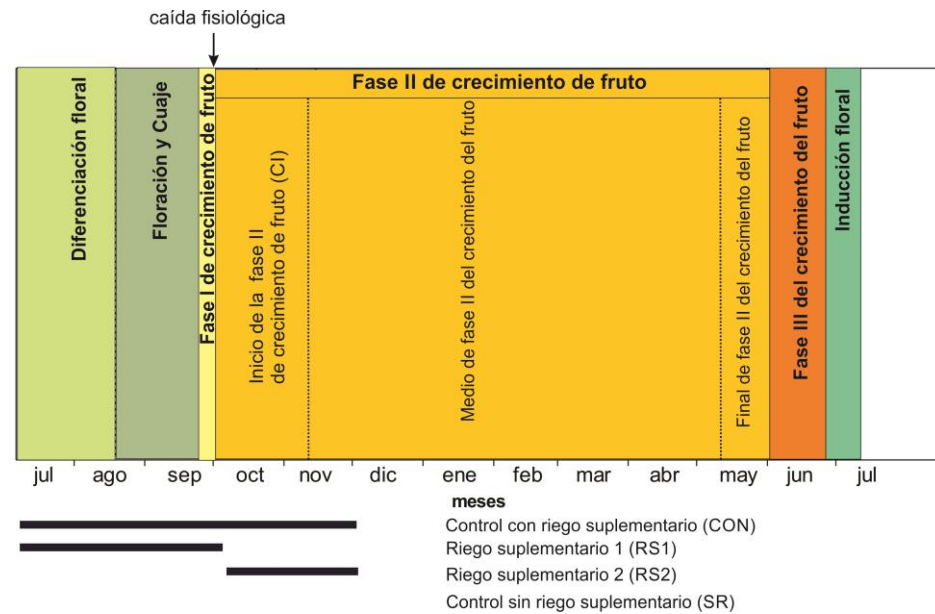 caída fisiológica
Diferenciación floral
Floración y Cuaje
Fase I de crecimiento de fruto
Fase II de crecimiento de fruto
Inicio de la fase II
de crecimiento de fruto (CI)
Medio de fase II del crecimiento del fruto
Final de fase II del crecimiento del fruto
Fase III del crecimiento del fruto
Inducción floral
jul ago sep oct nov dic ene feb mar abr may jun jul
meses
Control con riego suplementario (CON)
Riego suplementario 1 (RS1)
Riego suplementario 2 (RS2)
Control sin riego suplementario (SR)